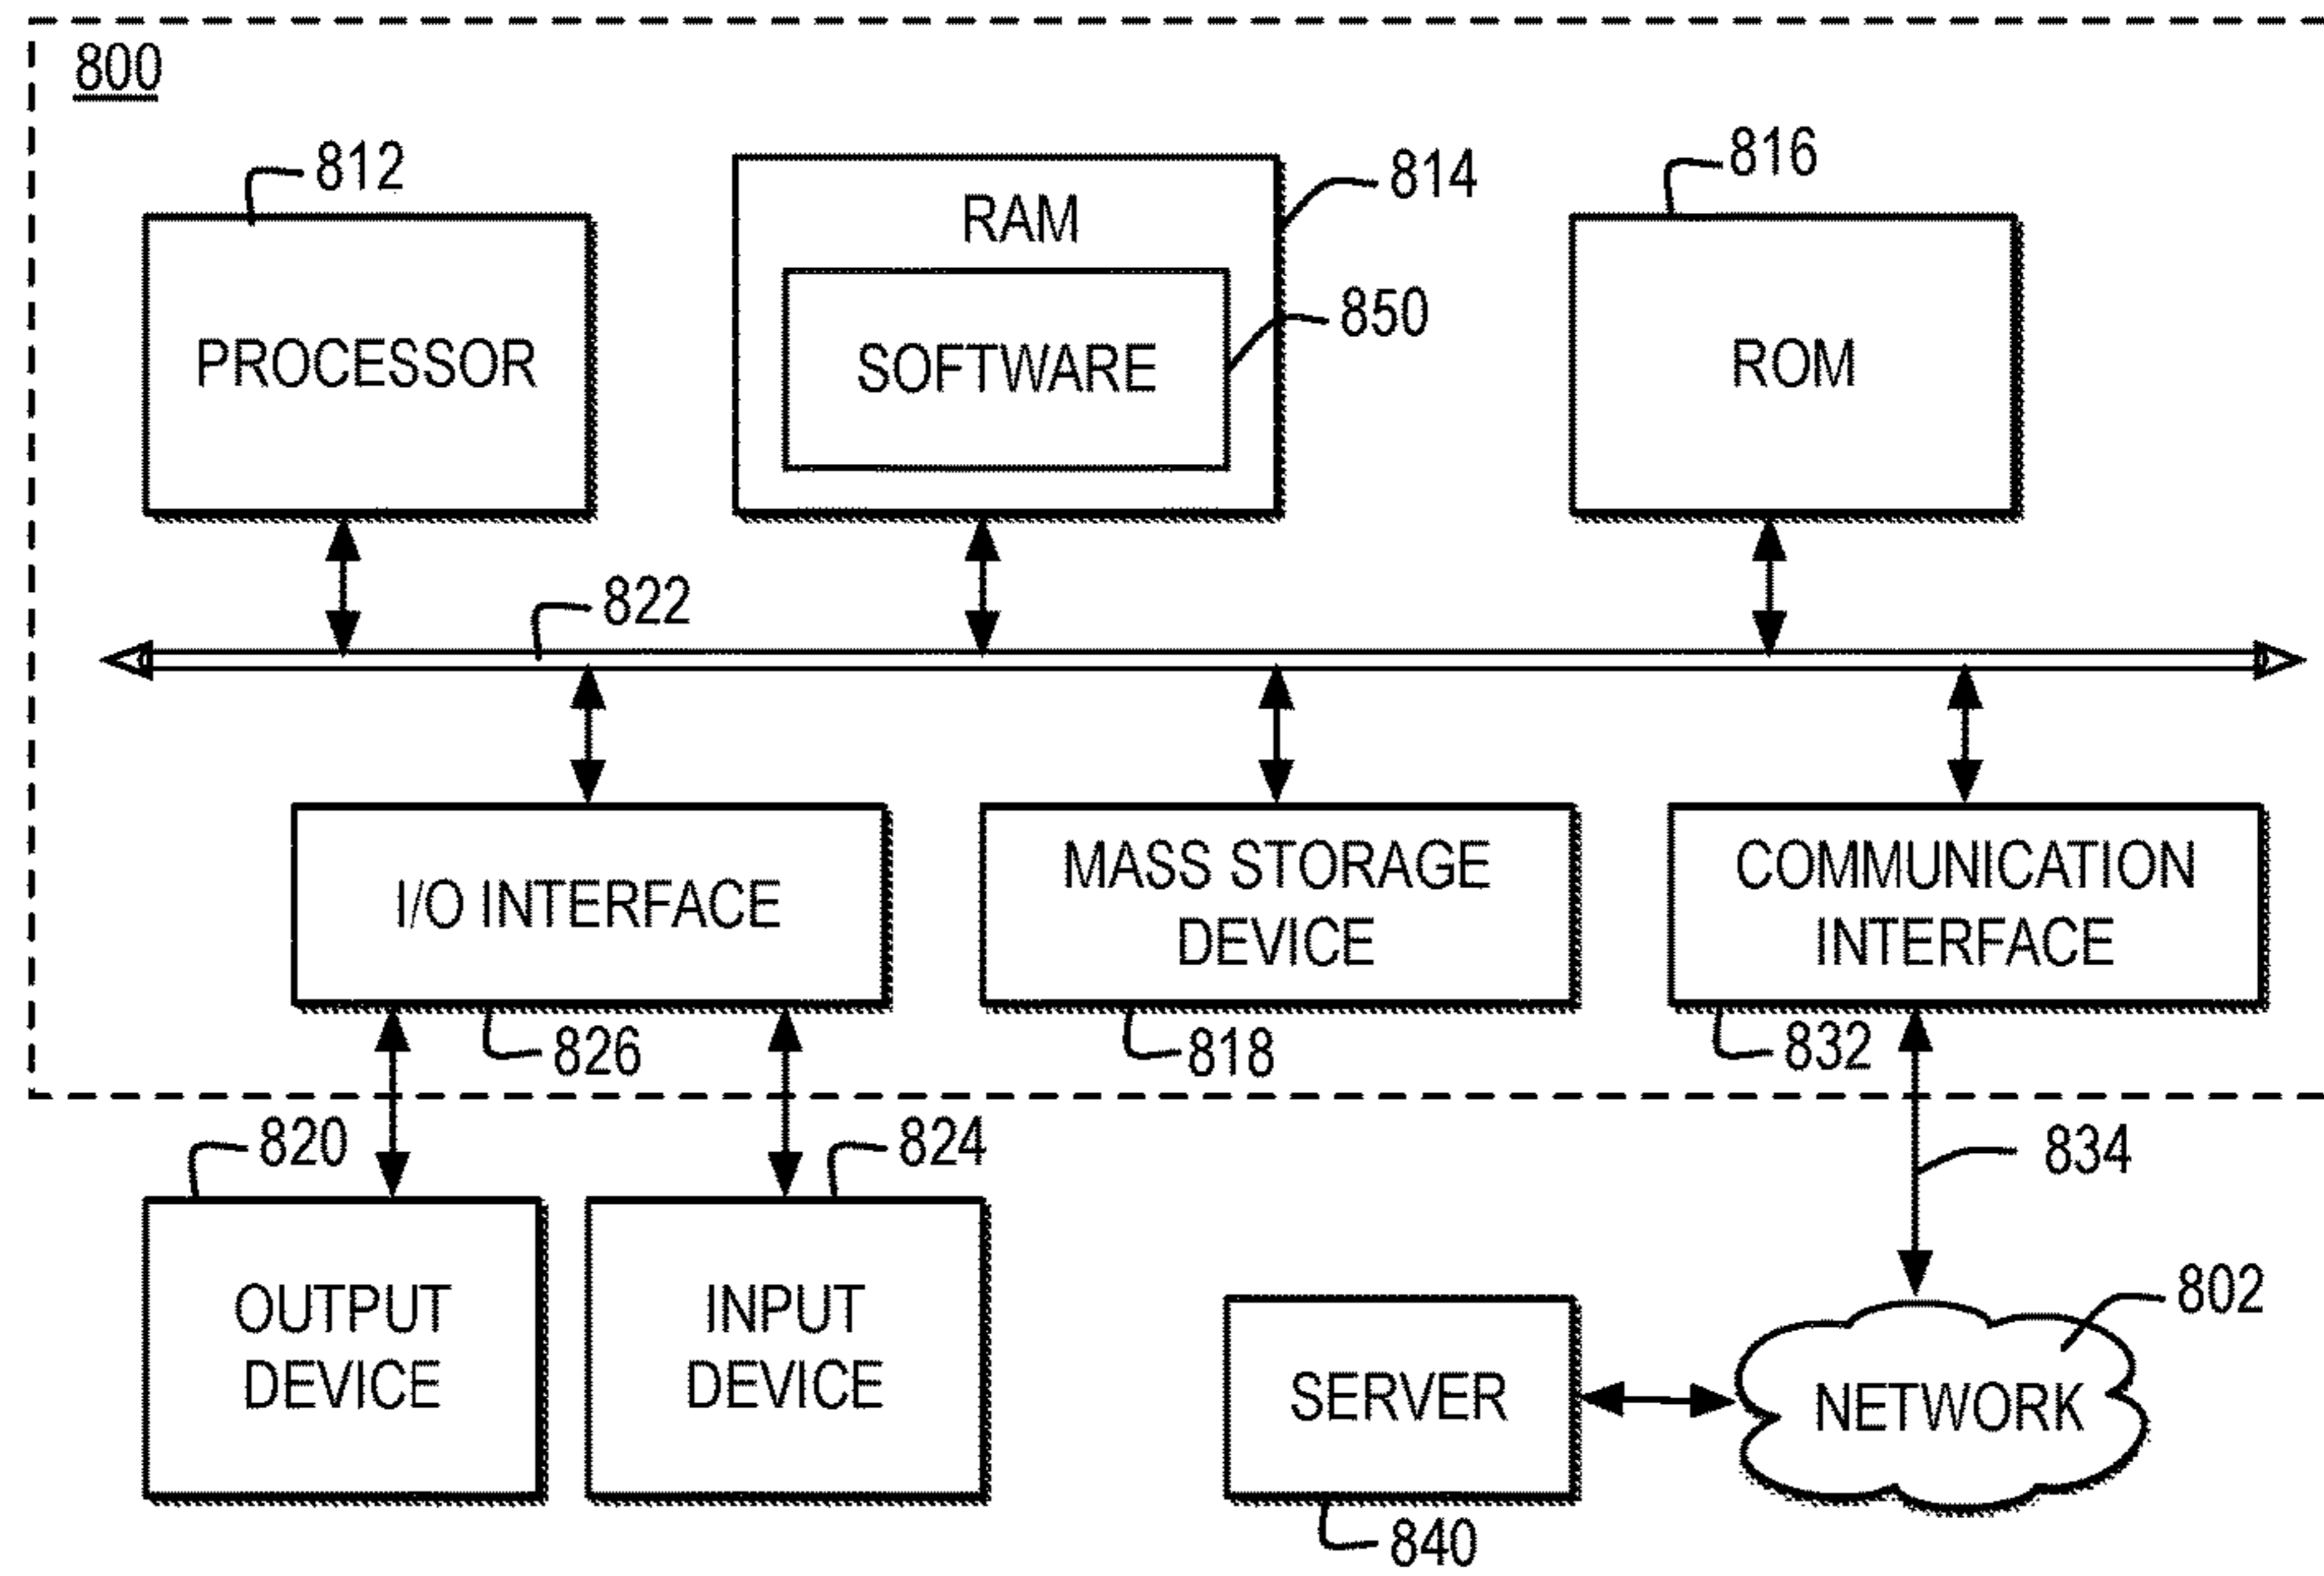 800
812
814
816
RAM
850
PROCESSOR
SOFTWARE
ROM
822
I/O INTERFACE
MASS STORAGE
DEVICE
COMMUNICATION
INTERFACE
826
818
832
820
824
834
OUTPUT
DEVICE
INPUT
DEVICE
802
SERVER
NETWORK
840